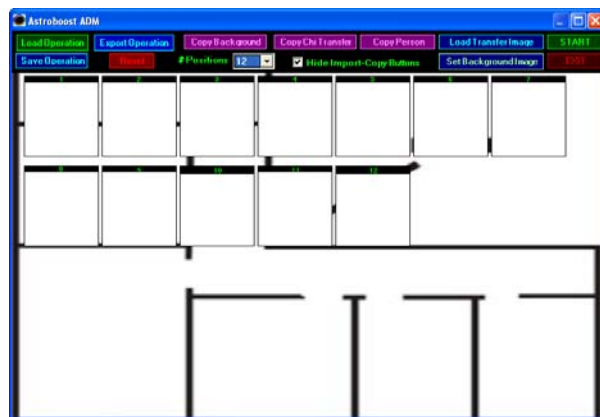 Astroboost ADM
Load Operation Export Operation Copy Background Copy Chi Transfer Copy Person Load Transfer Image START
Save Operation Reset # Positions 12 Hide Import-Copy Buttons Set Background Image EXIT
1 2 3 4 5 6 7
8 9 10 11 12